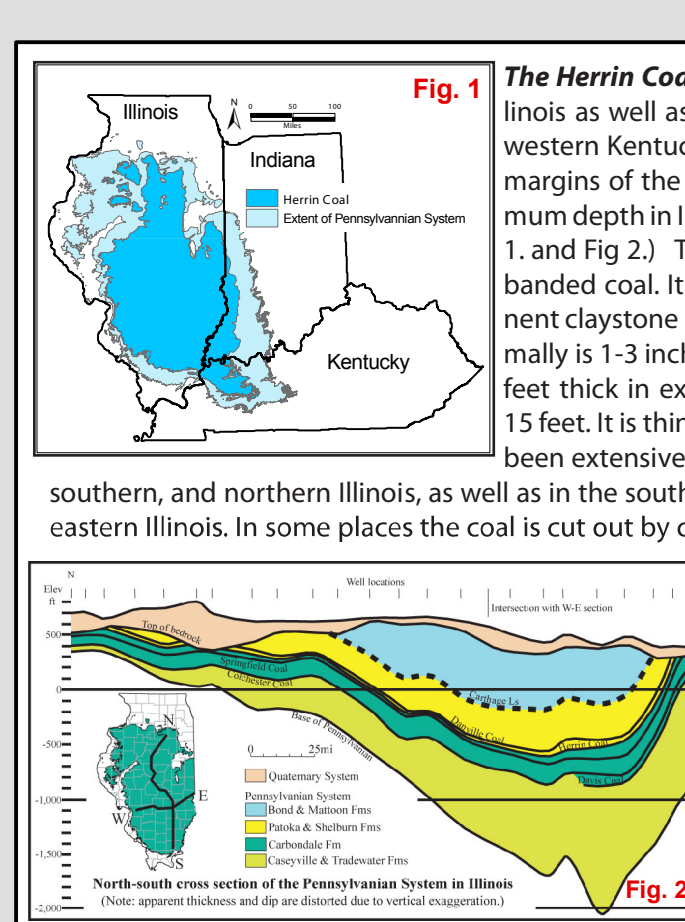 Fig. 1
Illinois
N
0 50 100
Miles
Indiana
Herrin Coal
Extent of Pennsylvannian System
Kentucky
The Herrin Coa
linois as well as
western Kentuc
margins of the
mum depth in I
1. and Fig 2.) T
banded coal. It
nent claystone
mally is 1-3 inch
feet thick in ex
15 feet. It is thin
been extensive
southern, and northern Illinois, as well as in the south
eastern Illinois. In some places the coal is cut out by c
N
Well locations
Elev
ft
Intersection with W-E section
Top of bedrock
500
Springfield Coal
Colchester Coal
0
Carthage Ls
Base of Pennsylvanian
Danville Coal
Herrin Coal
Davis Coal
-500
-1,000
-1,500
-2,000
N
E
W
S
0 25mi
Quaternary System
Pennsylvanian System
Bond & Mattoon Fms
Patoka & Shelburn Fms
Carbondale Fm
Caseyville & Tradewater Fms
North-south cross section of the Pennsylvanian System in Illinois
(Note: apparent thickness and dip are distorted due to vertical exaggeration.)
Fig. 2